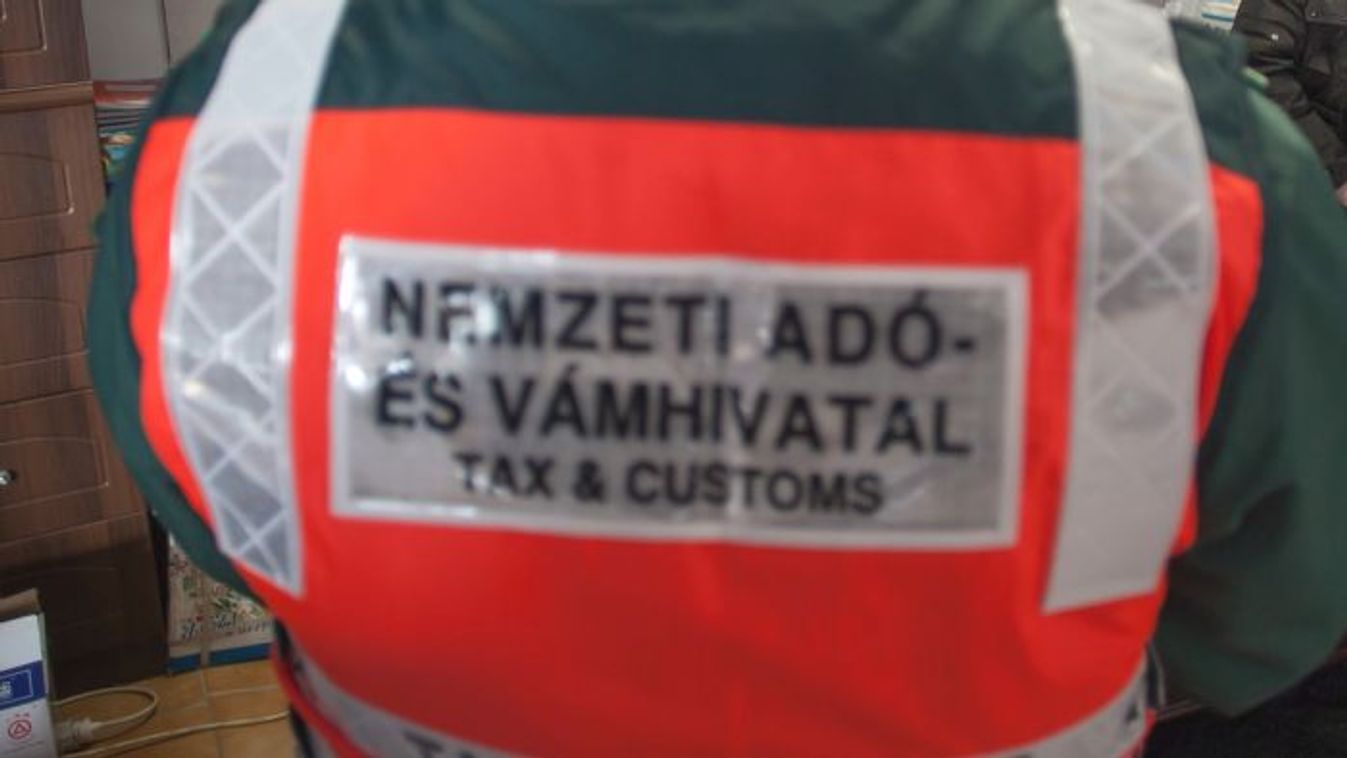 NEMZETI ADÓ-
ÉS VÁMHIVATAL
TAX & CUSTOMS